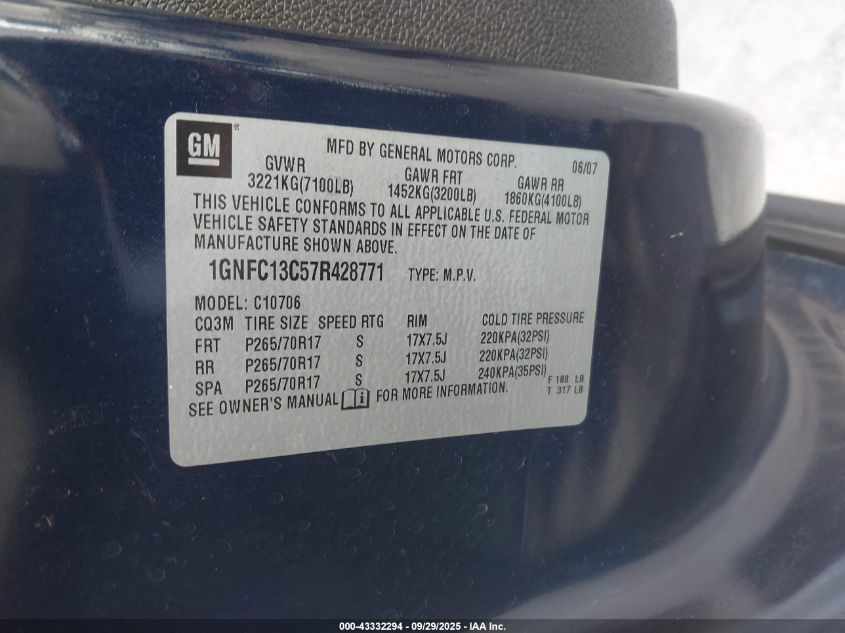 GM ®
MFD BY GENERAL MOTORS CORP. 06/07
GVWR GAWR FRT GAWR RR
3221KG(7100LB) 1452KG(3200LB) 1860KG(4100LB)
THIS VEHICLE CONFORMS TO ALL APPLICABLE U.S. FEDERAL MOTOR
VEHICLE SAFETY STANDARDS IN EFFECT ON THE DATE OF
MANUFACTURE SHOWN ABOVE.
1GNFC13C57R428771 TYPE: M.P.V.
MODEL: C10706
CQ3M TIRE SIZE SPEED RTG RIM COLD TIRE PRESSURE
FRT P265/70R17 S 17X7.5J 220KPA(32PSI)
RR P265/70R17 S 17X7.5J 220KPA(32PSI)
SPA P265/70R17 S 17X7.5J 240KPA(35PSI)
F 188 LB
T 317 LB
SEE OWNER'S MANUAL i FOR MORE INFORMATION.
000-43332294 - 09/29/2025 - IAA Inc.